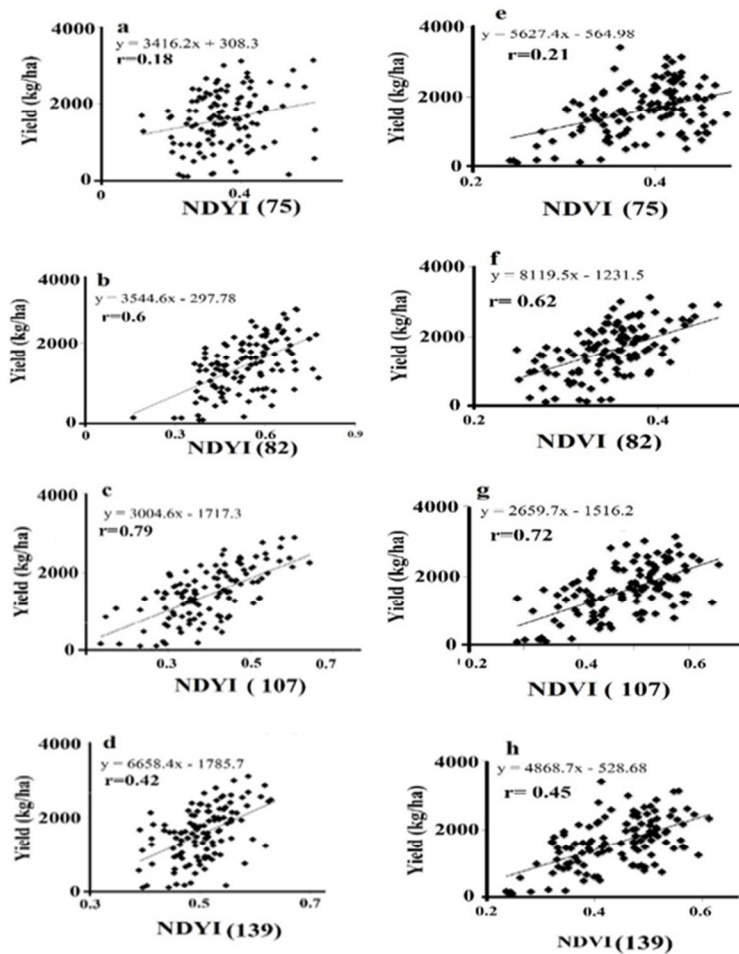 a
y = 3416.2x + 308.3
r=0.18
4000
2000
0
Yield (kg/ha)
0
0.4
NDYI (75)
e
y = 5627.4x - 564.98
r=0.21
4000
2000
0
Yield (kg/ha)
0.2
0.4
NDVI (75)
b
y = 3544.6x - 297.78
r=0.6
4000
2000
0
Yield (kg/ha)
0
0.3
0.6
0.9
NDYI (82)
f
y = 8119.5x - 1231.5
r= 0.62
4000
2000
0
Yield (kg/ha)
0.2
0.4
NDVI (82)
c
y = 3004.6x - 1717.3
r=0.79
4000
2000
0
Yield (kg/ha)
0.3
0.5
0.7
NDYI ( 107)
g
y = 2659.7x - 1516.2
r=0.72
4000
2000
0
Yield (kg/ha)
0.2
0.4
0.6
NDVI ( 107)
d
y = 6658.4x - 1785.7
r=0.42
4000
2000
0
Yield (kg/ha)
0.3
0.5
0.7
NDYI (139)
h
y = 4868.7x - 528.68
r= 0.45
4000
2000
0
Yield (kg/ha)
0.2
0.4
0.6
NDVI (139)